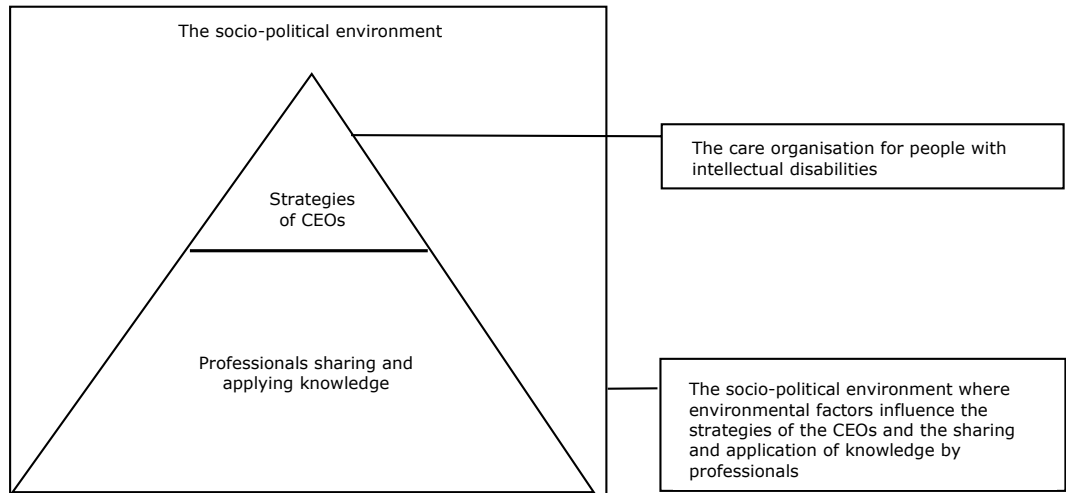 The socio-political environment
The care organisation for people with
intellectual disabilities
Strategies
of CEOs
Professionals sharing and
applying knowledge
The socio-political environment where
environmental factors influence the
strategies of the CEOs and the sharing
and application of knowledge by
professionals